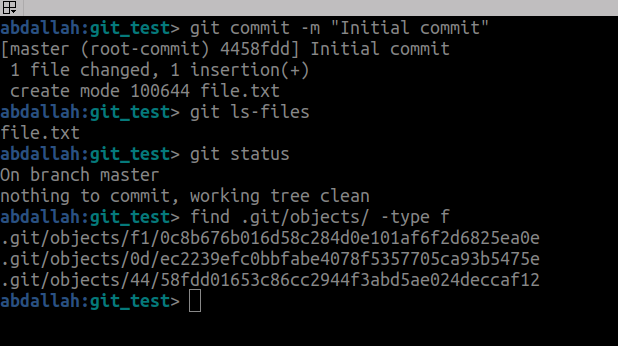 abdallah:git_test> git commit -m "Initial commit"
[master (root-commit) 4458fdd] Initial commit
 1 file changed, 1 insertion(+)
 create mode 100644 file.txt
abdallah:git_test> git ls-files
file.txt
abdallah:git_test> git status
On branch master
nothing to commit, working tree clean
abdallah:git_test> find .git/objects/ -type f
.git/objects/f1/0c8b676b016d58c284d0e101af6f2d6825ea0e
.git/objects/0d/ec2239efc0bbfabe4078f5357705ca93b5475e
.git/objects/44/58fdd01653c86cc2944f3abd5ae024deccaf12
abdallah:git_test>